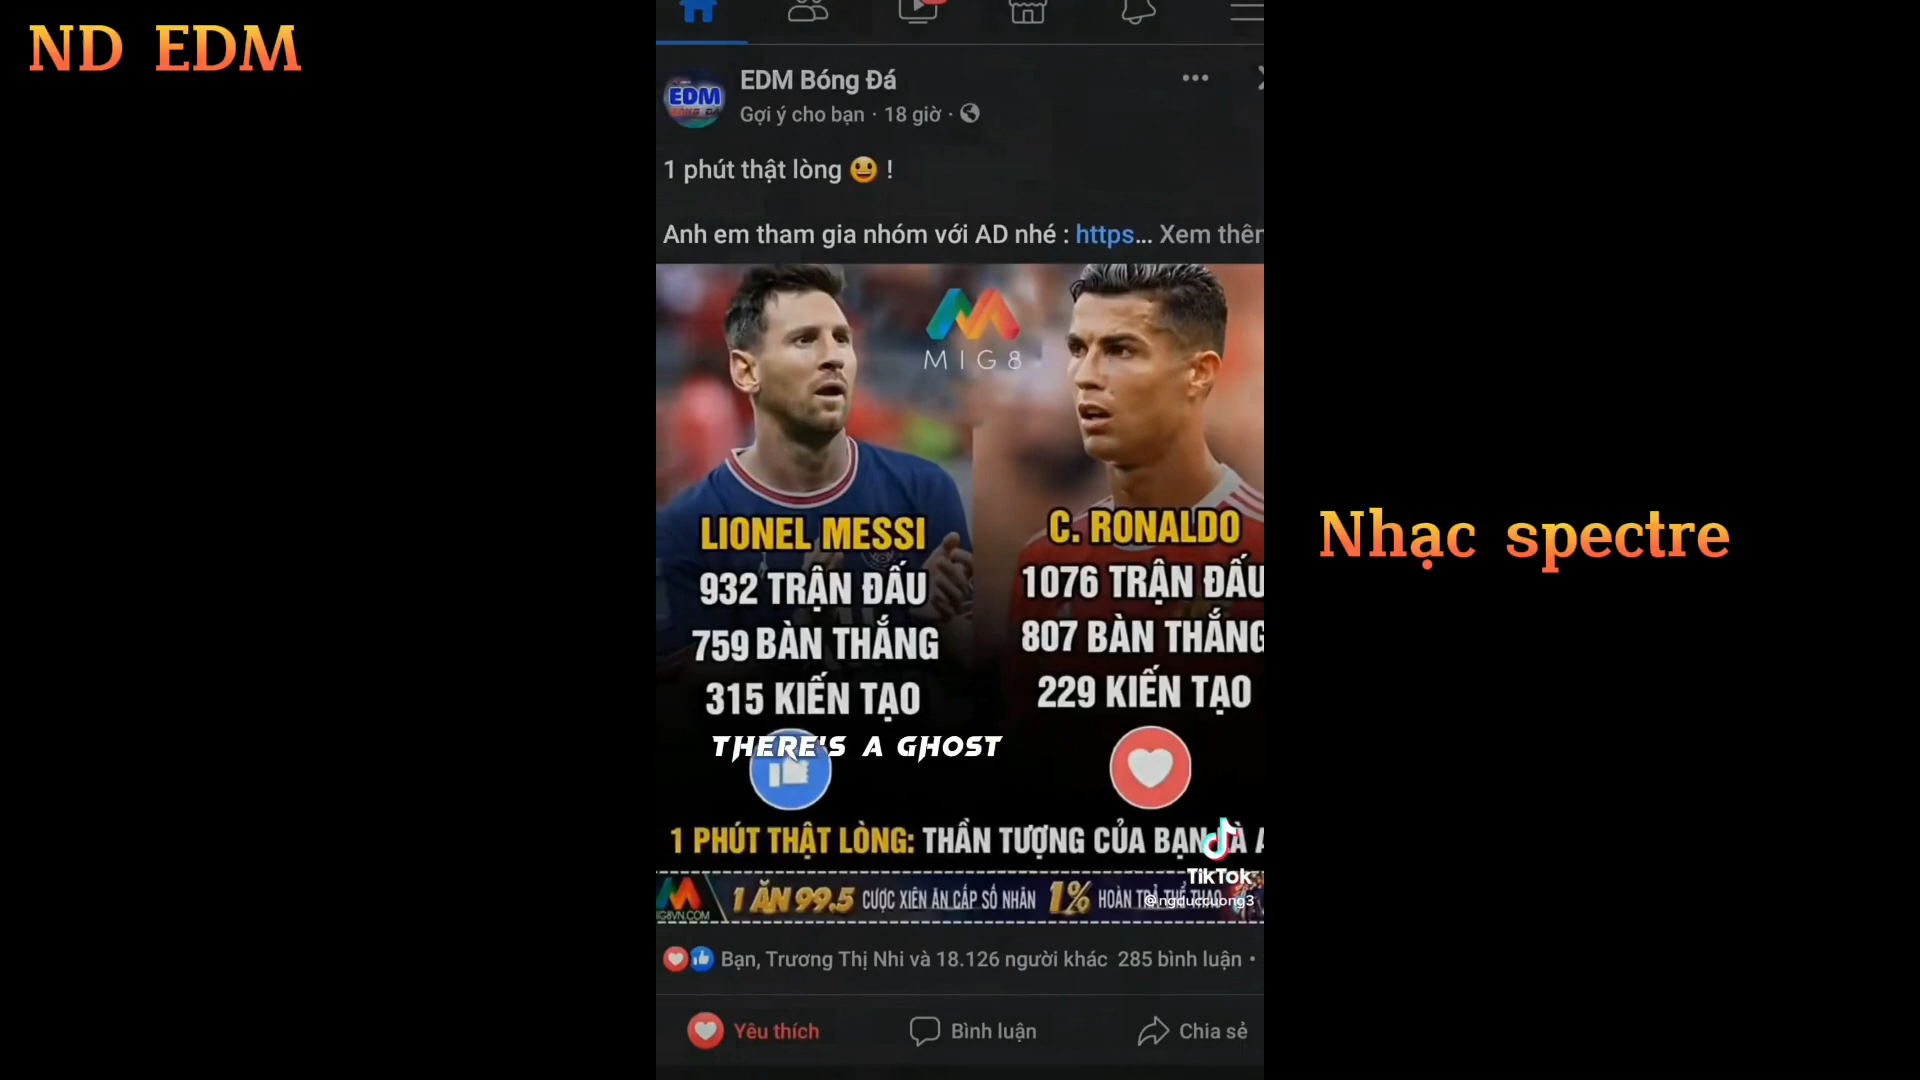 ND EDM
EDM Bóng Đá
Gợi ý cho bạn · 18 giờ ·
1 phút thật lòng 😃 !
Anh em tham gia nhóm với AD nhé : https... Xem thêm
MIG8
LIONEL MESSI
932 TRẬN ĐẤU
759 BÀN THẮNG
315 KIẾN TẠO
C. RONALDO
1076 TRẬN ĐẤU
807 BÀN THẮNG
229 KIẾN TẠO
Nhạc spectre
THERE'S A GHOST
1 PHÚT THẬT LÒNG: THẦN TƯỢNG CỦA BẠN LÀ A
TikTok
@ngduccuong3
1 ĂN 99.5 CƯỢC XIÊN ĂN CẤP SỐ NHÂN 1% HOÀN TRẢ THỂ THAO
Bạn, Trương Thị Nhi và 18.126 người khác 285 bình luận •
Yêu thích Bình luận Chia sẻ